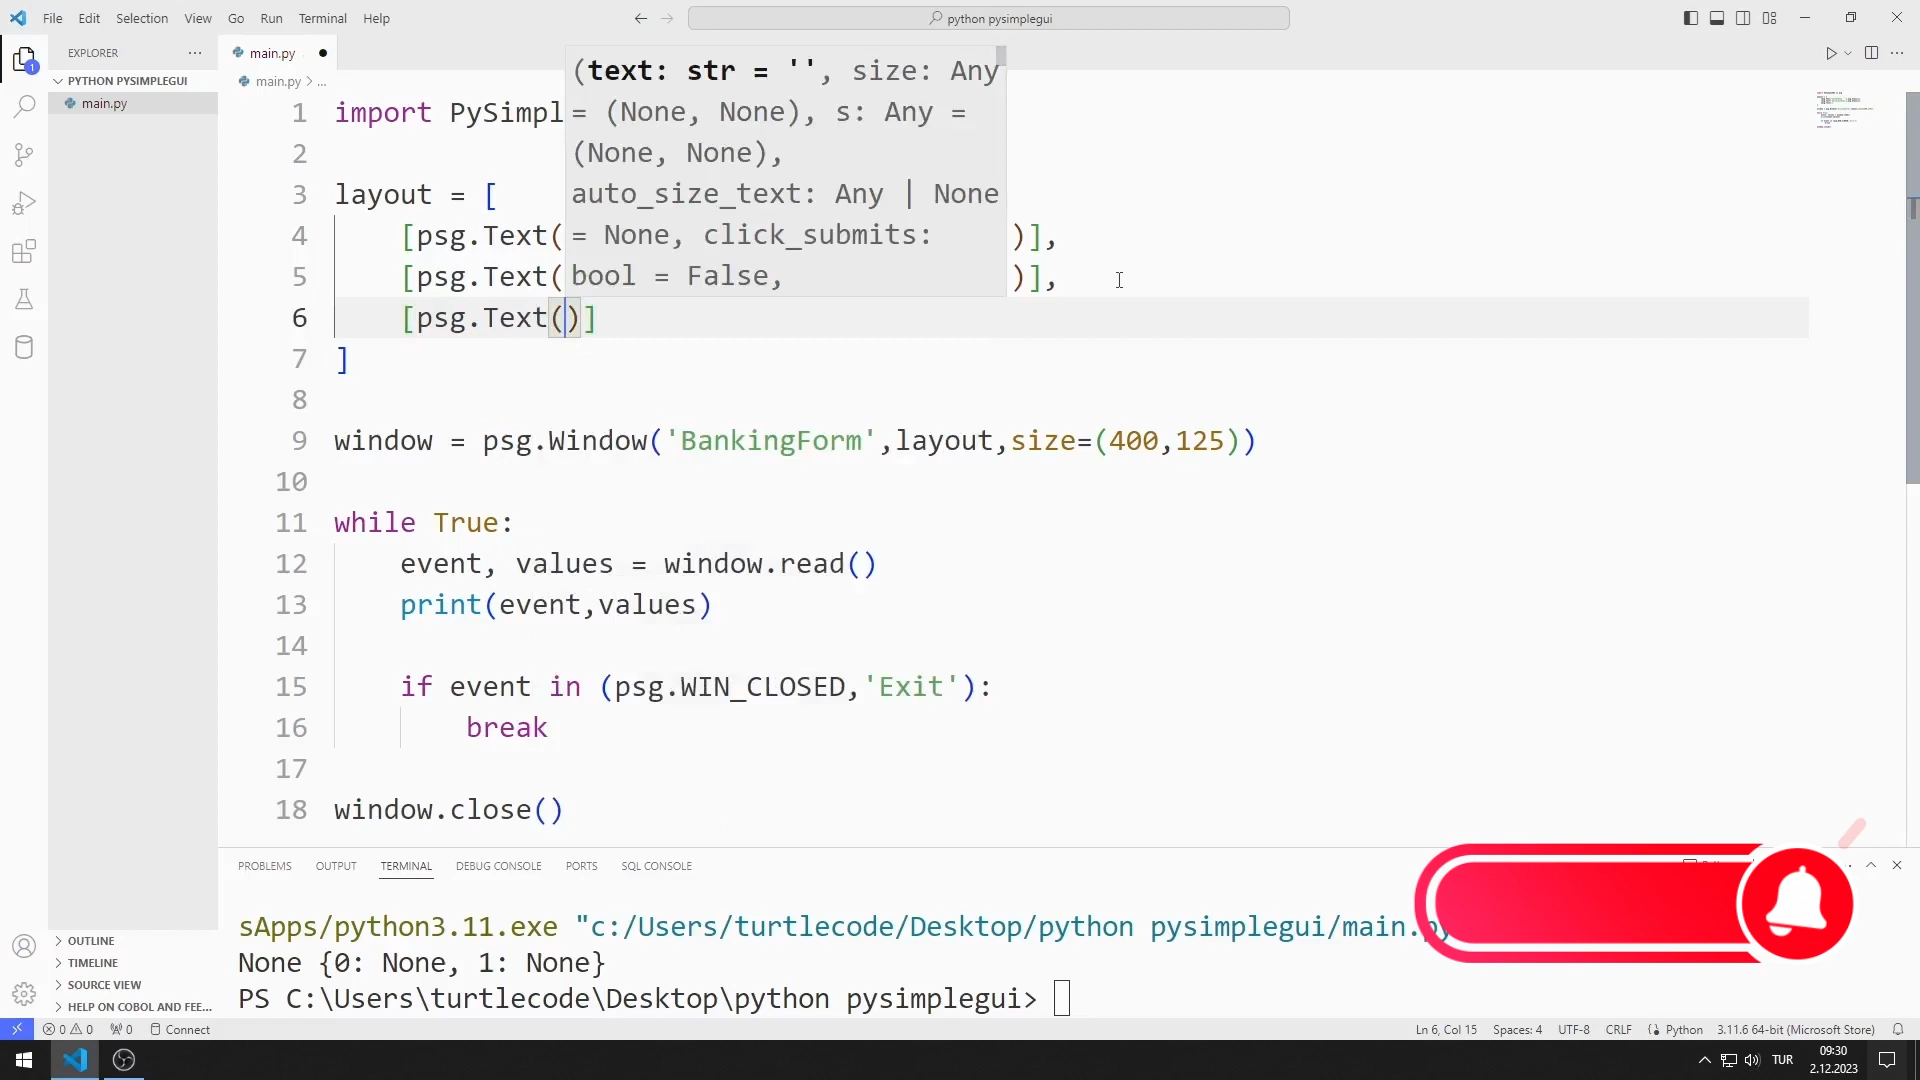 File Edit Selection View Go Run Terminal Help
python pysimplegui
EXPLORER
main.py
PYTHON PYSIMPLEGUI
main.py
main.py > ...
1 import PySimpl
2
3 layout = [
4 [psg.Text( )],
5 [psg.Text( )],
6 [psg.Text()]
7 ]
8
9 window = psg.Window('BankingForm',layout,size=(400,125))
10
11 while True:
12 event, values = window.read()
13 print(event,values)
14
15 if event in (psg.WIN_CLOSED,'Exit'):
16 break
17
18 window.close()
(text: str = '', size: Any
= (None, None), s: Any =
(None, None),
auto_size_text: Any | None
= None, click_submits:
bool = False,
PROBLEMS OUTPUT TERMINAL DEBUG CONSOLE PORTS SQL CONSOLE
sApps/python3.11.exe "c:/Users/turtlecode/Desktop/python pysimplegui/main.py
None {0: None, 1: None}
PS C:\Users\turtlecode\Desktop\python pysimplegui>
OUTLINE
TIMELINE
SOURCE VIEW
HELP ON COBOL AND FEE...
1
0 0 0 Connect
Ln 6, Col 15 Spaces: 4 UTF-8 CRLF Python 3.11.6 64-bit (Microsoft Store)
TUR
09:30
2.12.2023